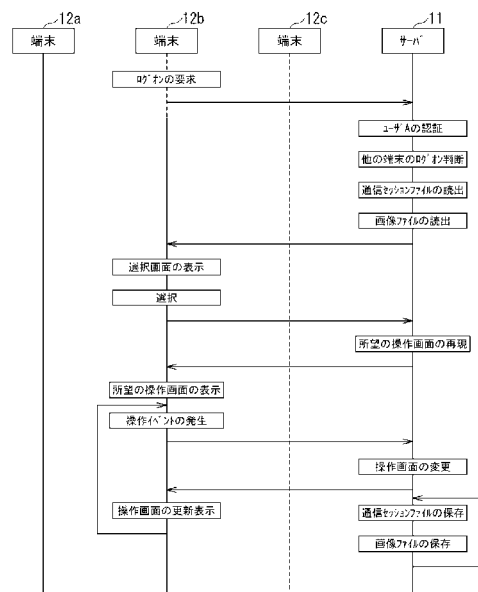 12a 12b 12c 11
端末 端末 端末 サーバ
ログオンの要求
ユーザAの認証
他の端末のログオン判断
通信セッションファイルの読出
画像ファイルの読出
選択画面の表示
選択
所望の操作画面の再現
所望の操作画面の表示
操作イベントの発生
操作画面の変更
操作画面の更新表示
通信セッションファイルの保存
画像ファイルの保存